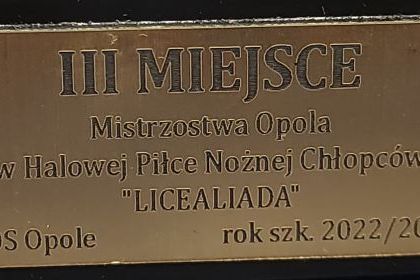 III MIEJSCE
Mistrzostwa Opola
w Halowej Piłce Nożnej Chłopców
"LICEALIADA"
Opole rok szk. 2022/20